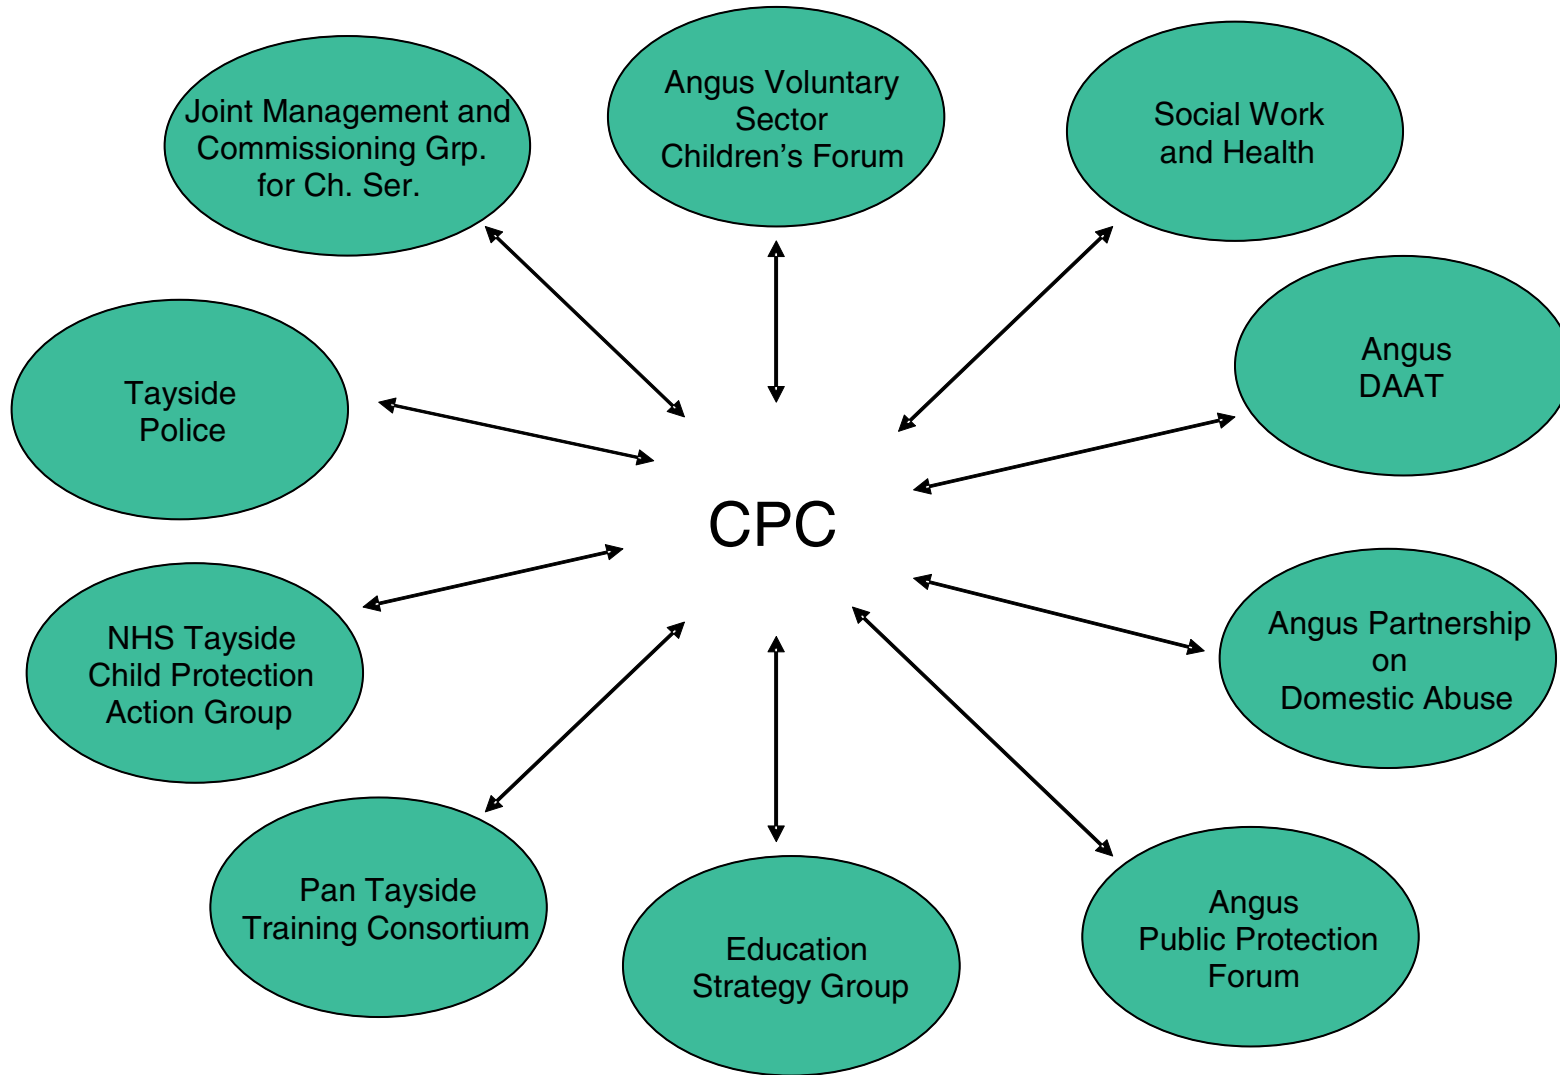 Joint Management and
Commissioning Grp.
for Ch. Ser.
Angus Voluntary
Sector
Children’s Forum
Social Work
and Health
Tayside
Police
Angus
DAAT
CPC
NHS Tayside
Child Protection
Action Group
Angus Partnership
on
Domestic Abuse
Pan Tayside
Training Consortium
Education
Strategy Group
Angus
Public Protection
Forum